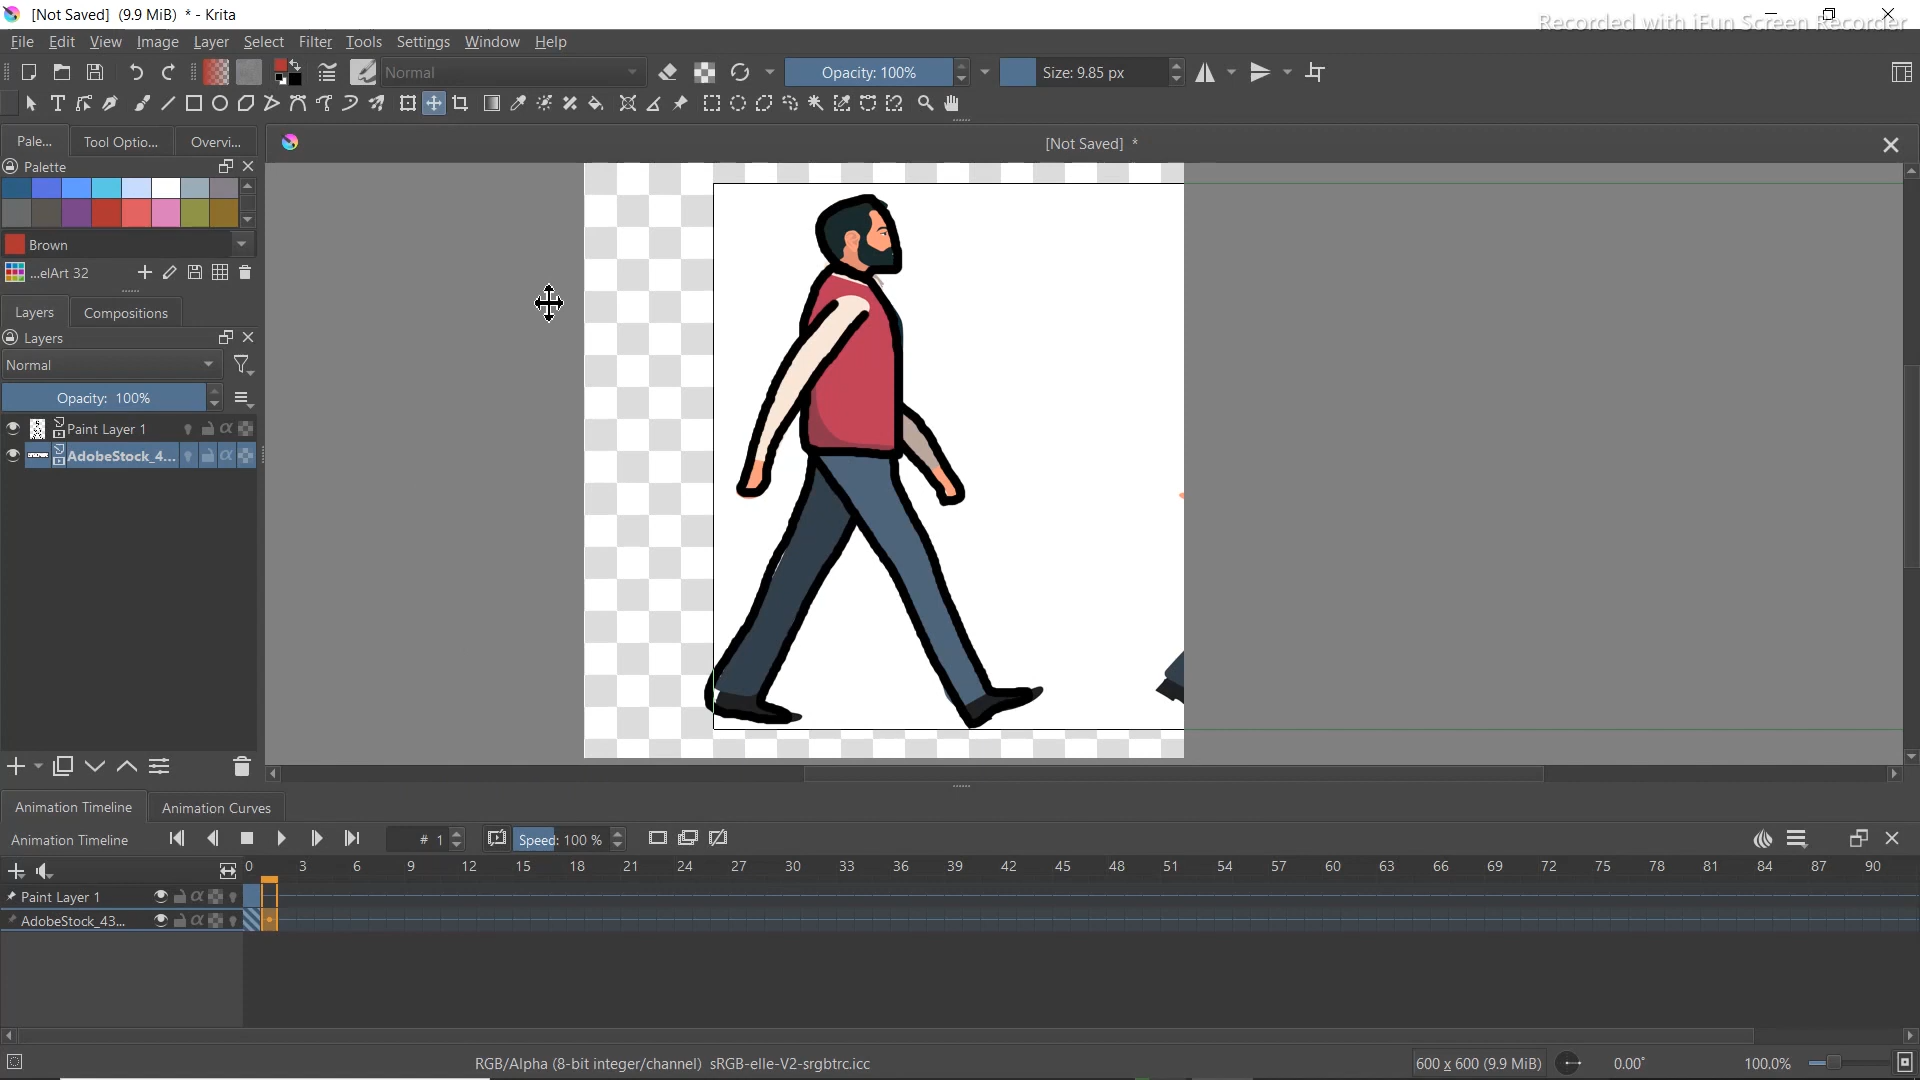 [Not Saved] (9.9 MiB) * - Krita
Recorded with iFun Screen Recorder
File Edit View Image Layer Select Filter Tools Settings Window Help
Normal
Opacity: 100%
Size: 9.85 px
Pale... Tool Optio... Overvi...
[Not Saved] *
Palette
Brown
...elArt 32
Layers Compositions
Layers
Normal
Opacity: 100%
Paint Layer 1
AdobeStock_4...
Animation Timeline Animation Curves
Animation Timeline
# 1
Speed: 100 %
0 3 6 9 12 15 18 21 24 27 30 33 36 39 42 45 48 51 54 57 60 63 66 69 72 75 78 81 84 87 90
Paint Layer 1
AdobeStock_43...
RGB/Alpha (8-bit integer/channel) sRGB-elle-V2-srgbtrc.icc
600 x 600 (9.9 MiB)
0.00°
100.0%